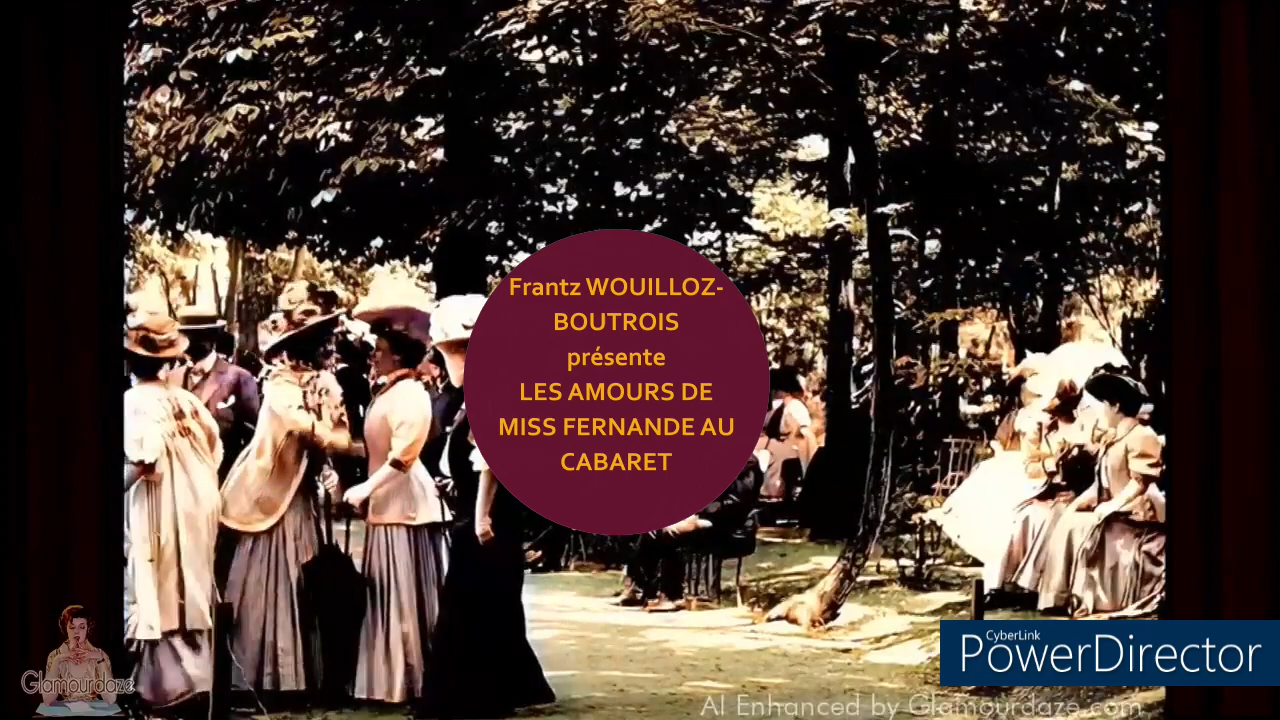 Frantz WOUILLOZ-
BOUTROIS
présente
LES AMOURS DE
MISS FERNANDE AU
CABARET
Glamourdaze
CyberLink
PowerDirector
AI Enhanced by Glamourdaze.com